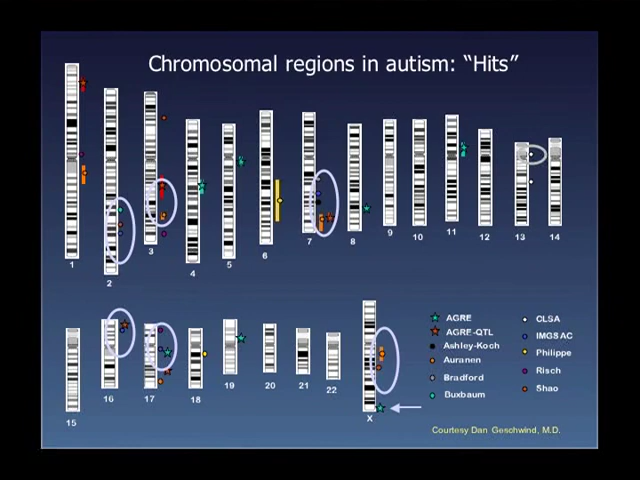 Chromosomal regions in autism: “Hits”
1
2
3
4
5
6
7
8
9
10
11
12
13
14
15
16
17
18
19
20
21
22
X
AGRE
AGRE-QTL
Ashley-Koch
Auranen
Bradford
Buxbaum
CLSA
IMGSAC
Philippe
Risch
Shao
Courtesy Dan Geschwind, M.D.